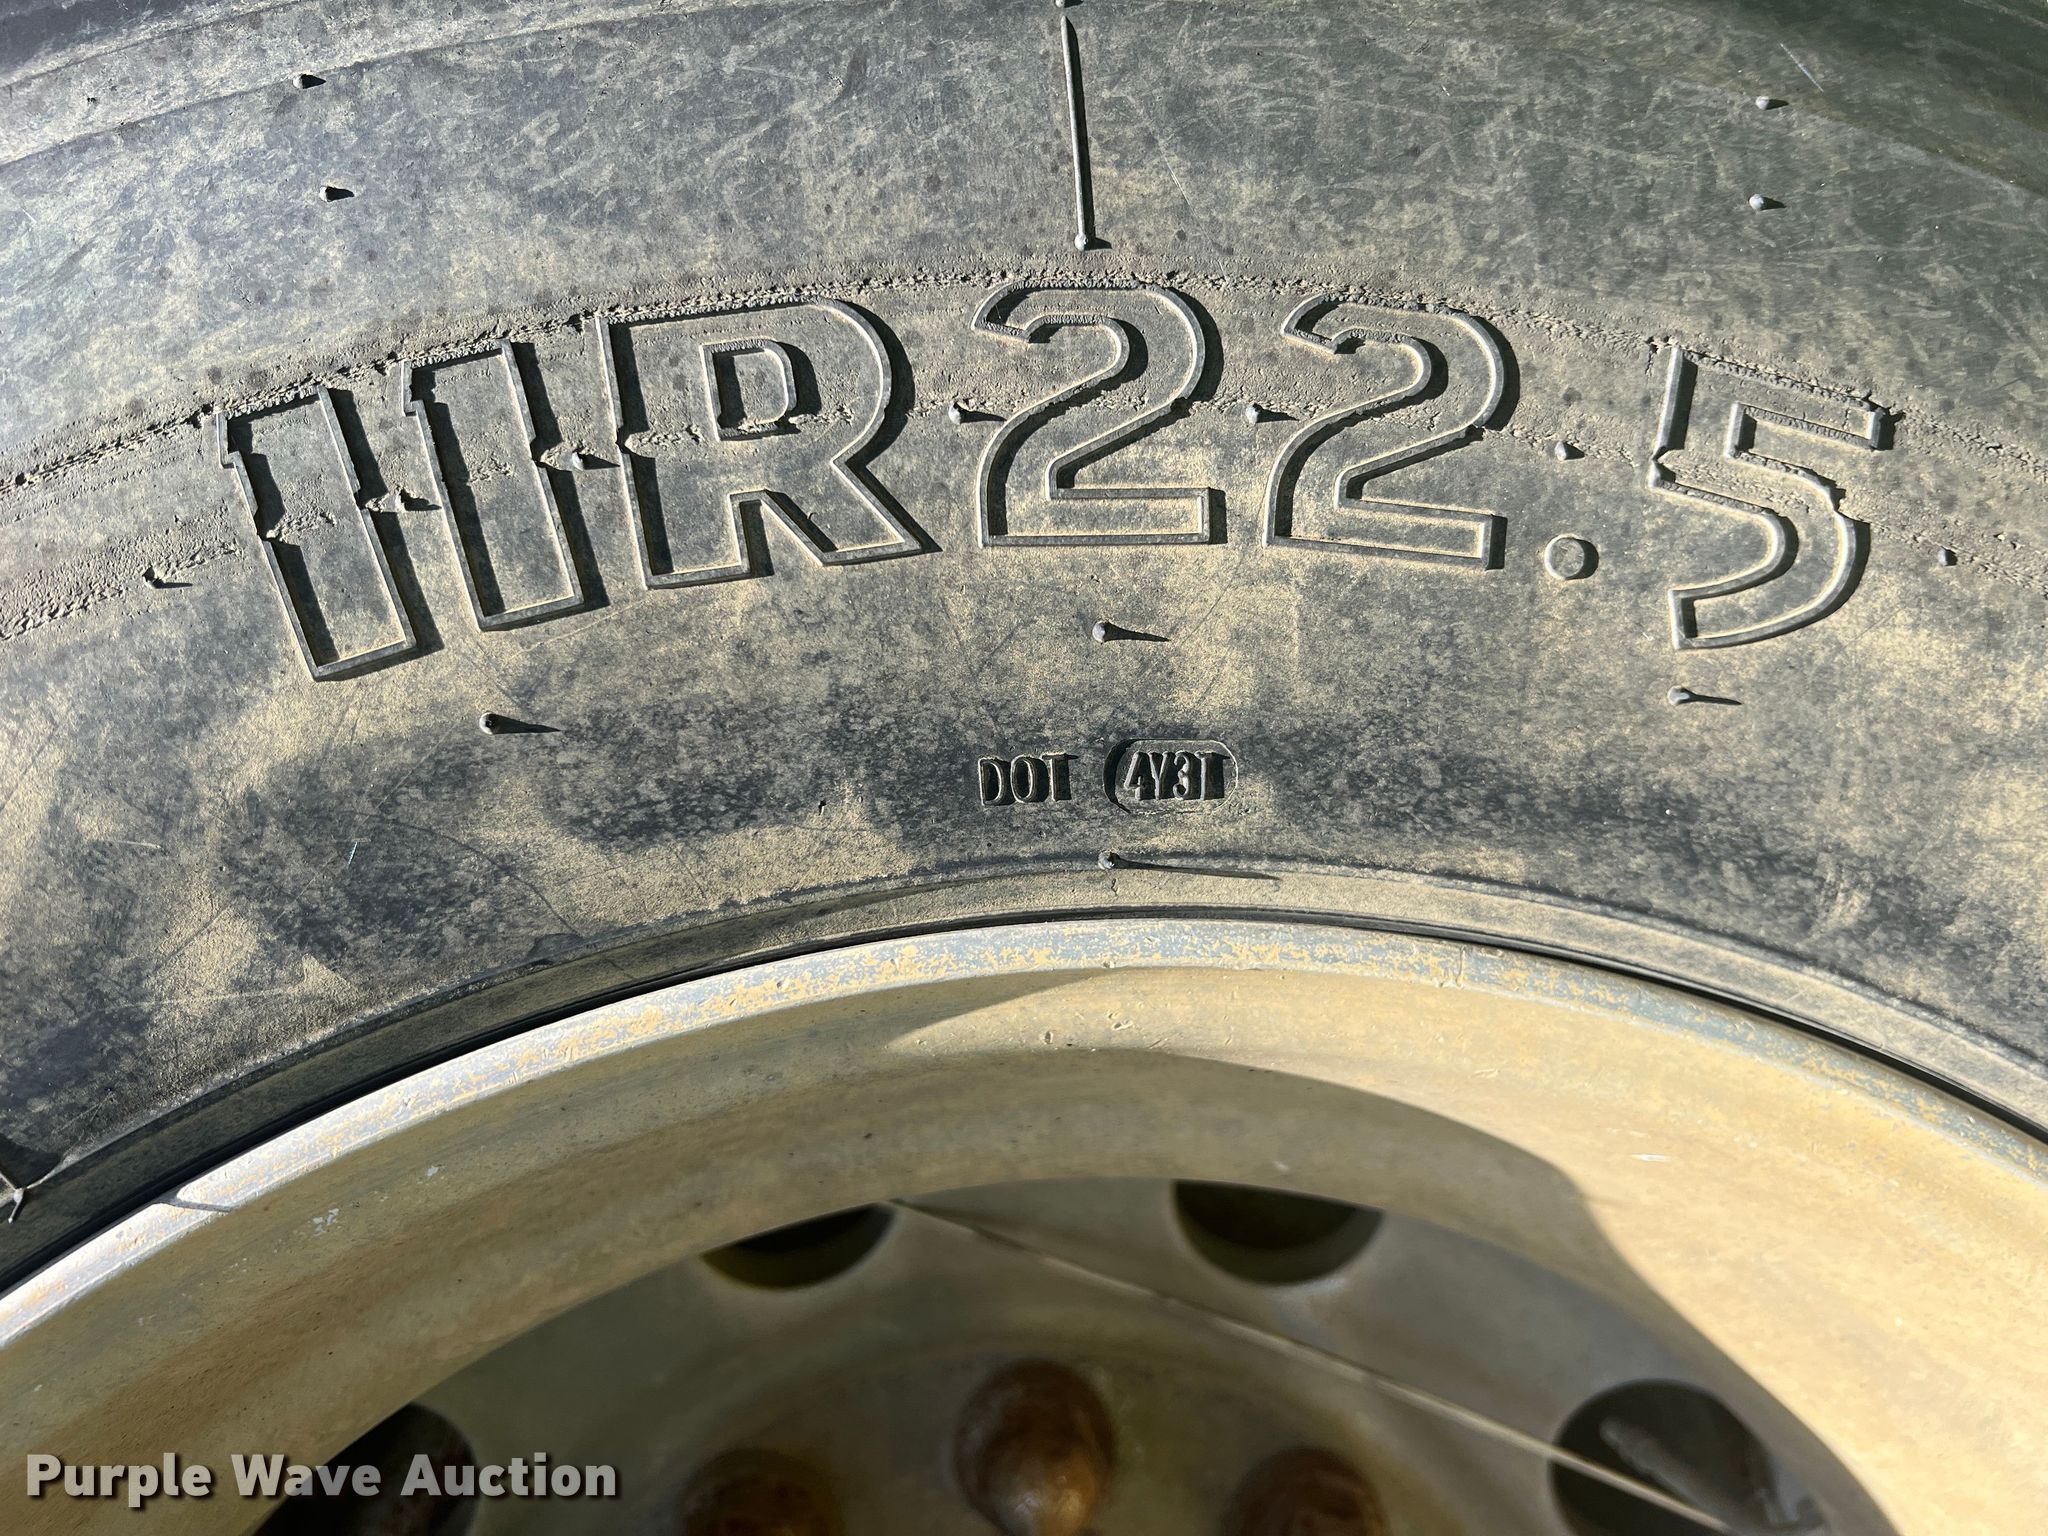 11R22.5
DOT 4Y3T
Purple Wave Auction